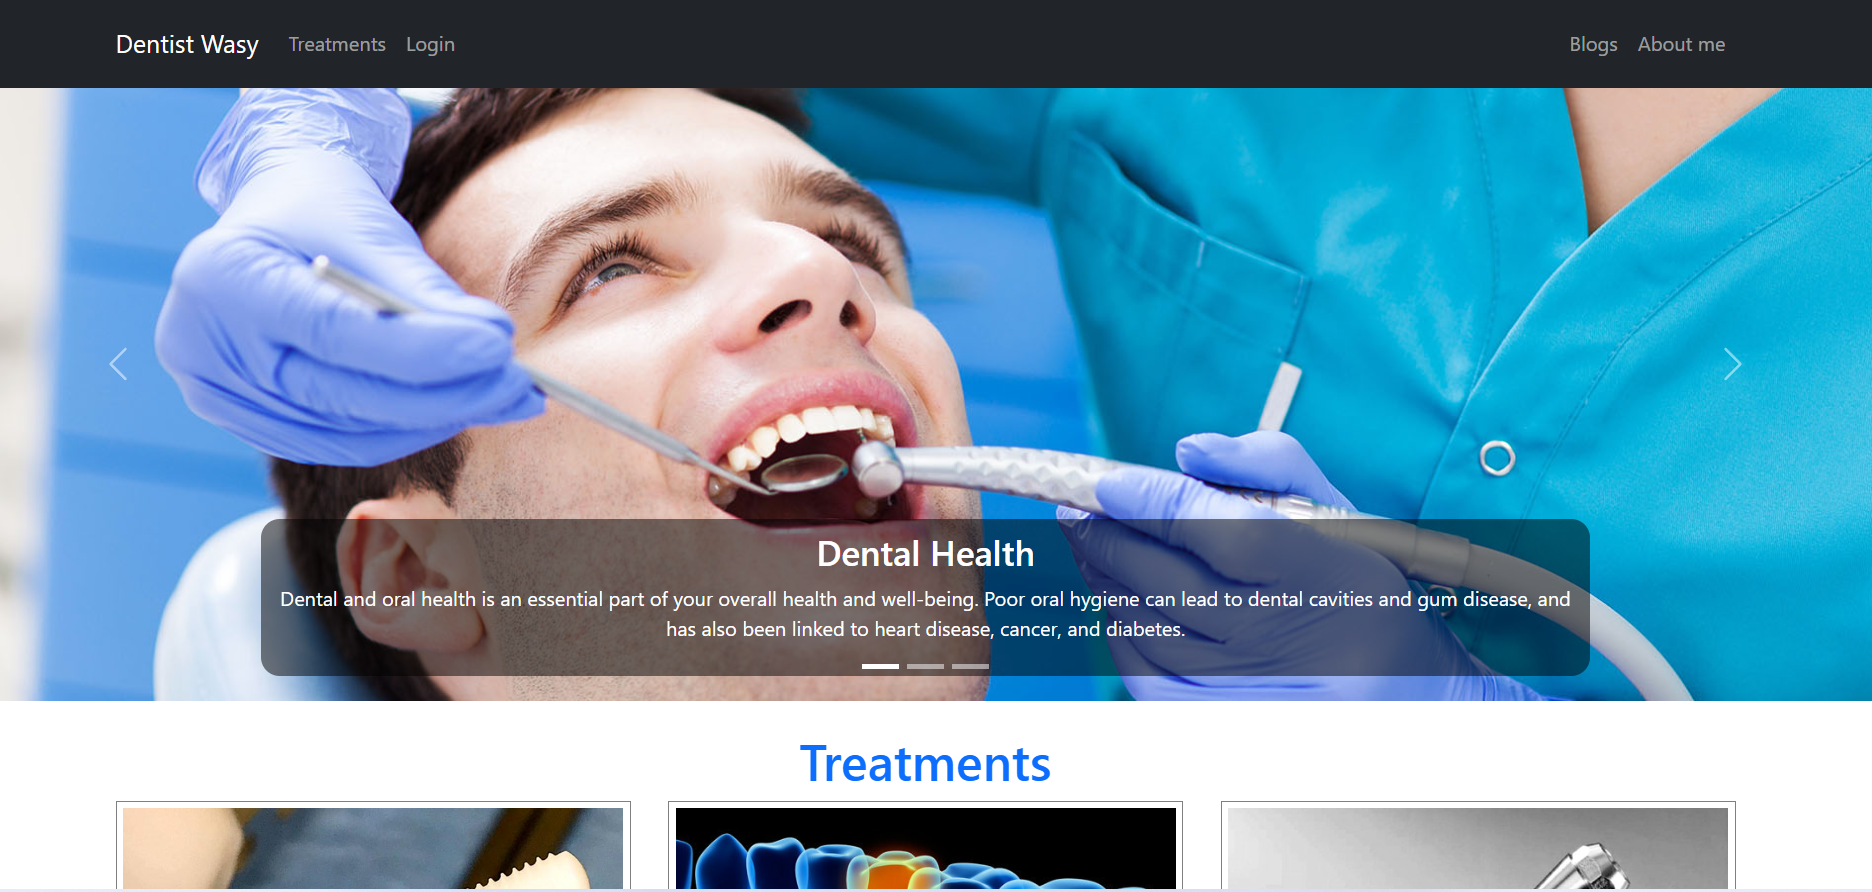 Dentist Wasy Treatments Login Blogs About me
Dental Health
Dental and oral health is an essential part of your overall health and well-being. Poor oral hygiene can lead to dental cavities and gum disease, and
has also been linked to heart disease, cancer, and diabetes.
Treatments